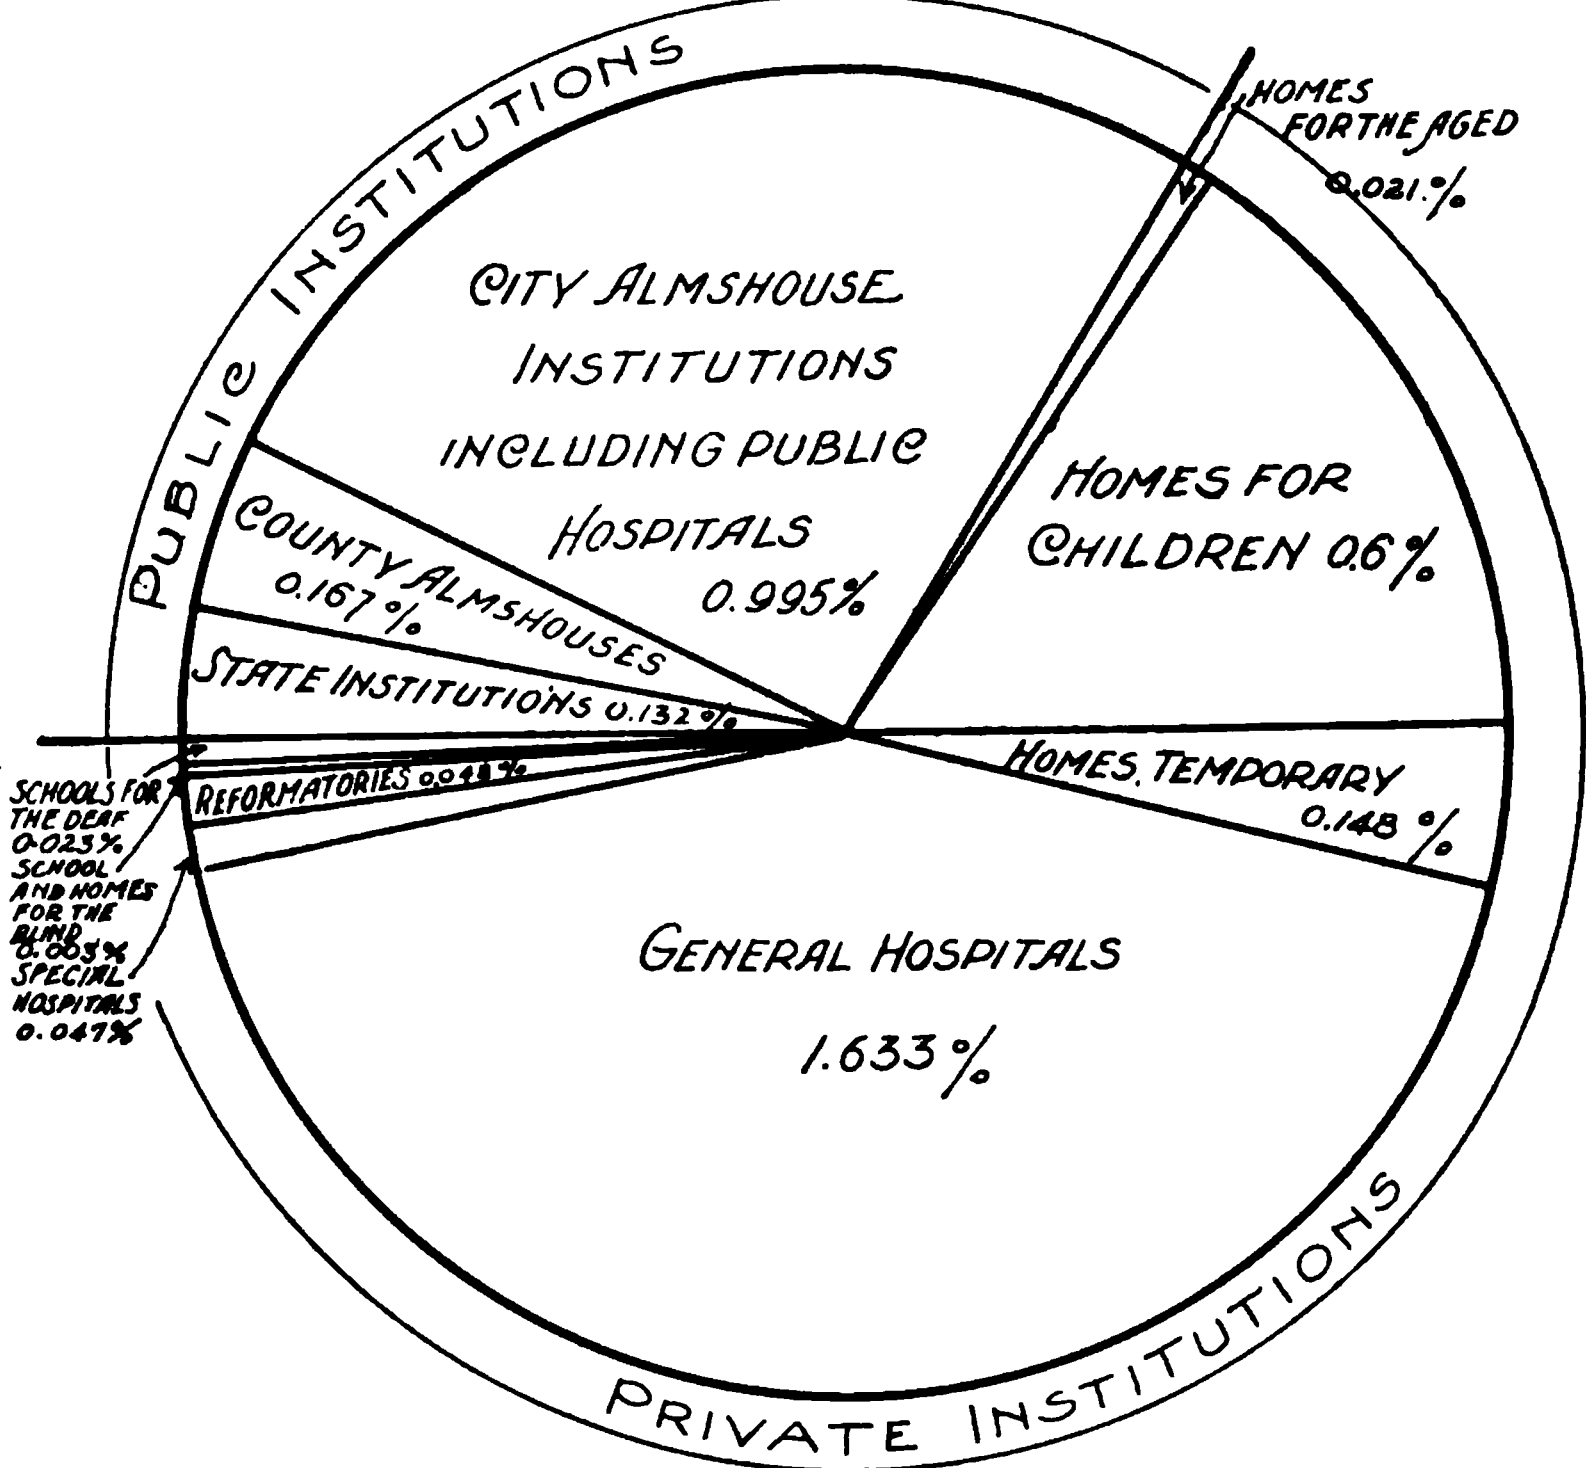 PUBLIC INSTITUTIONS
HOMES
FOR THE AGED
0.021.%
CITY ALMSHOUSE
INSTITUTIONS
INCLUDING PUBLIC
HOSPITALS
0.995%
HOMES FOR
CHILDREN 0.6%
COUNTY ALMSHOUSES
0.167%
STATE INSTITUTIONS 0.132%
HOMES, TEMPORARY
0.148%
SCHOOLS FOR
THE DEAF
0.023%
SCHOOL
AND HOMES
FOR THE
BLIND
0.003%
SPECIAL
HOSPITALS
0.047%
REFORMATORIES
GENERAL HOSPITALS
1.633%
PRIVATE INSTITUTIONS